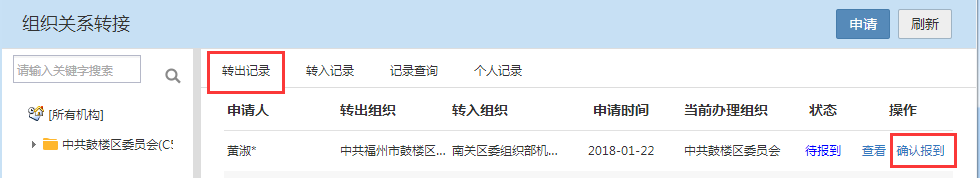 组织关系转接 申请 刷新
请输入关键字搜索 转出记录 转入记录 记录查询 个人记录
[所有机构]
中共鼓楼区委员会(C5
申请人 转出组织 转入组织 申请时间 当前办理组织 状态 操作
黄淑* 中共福州市鼓楼区... 南关区委组织部机... 2018-01-22 中共鼓楼区委员会 待报到 查看 确认报到